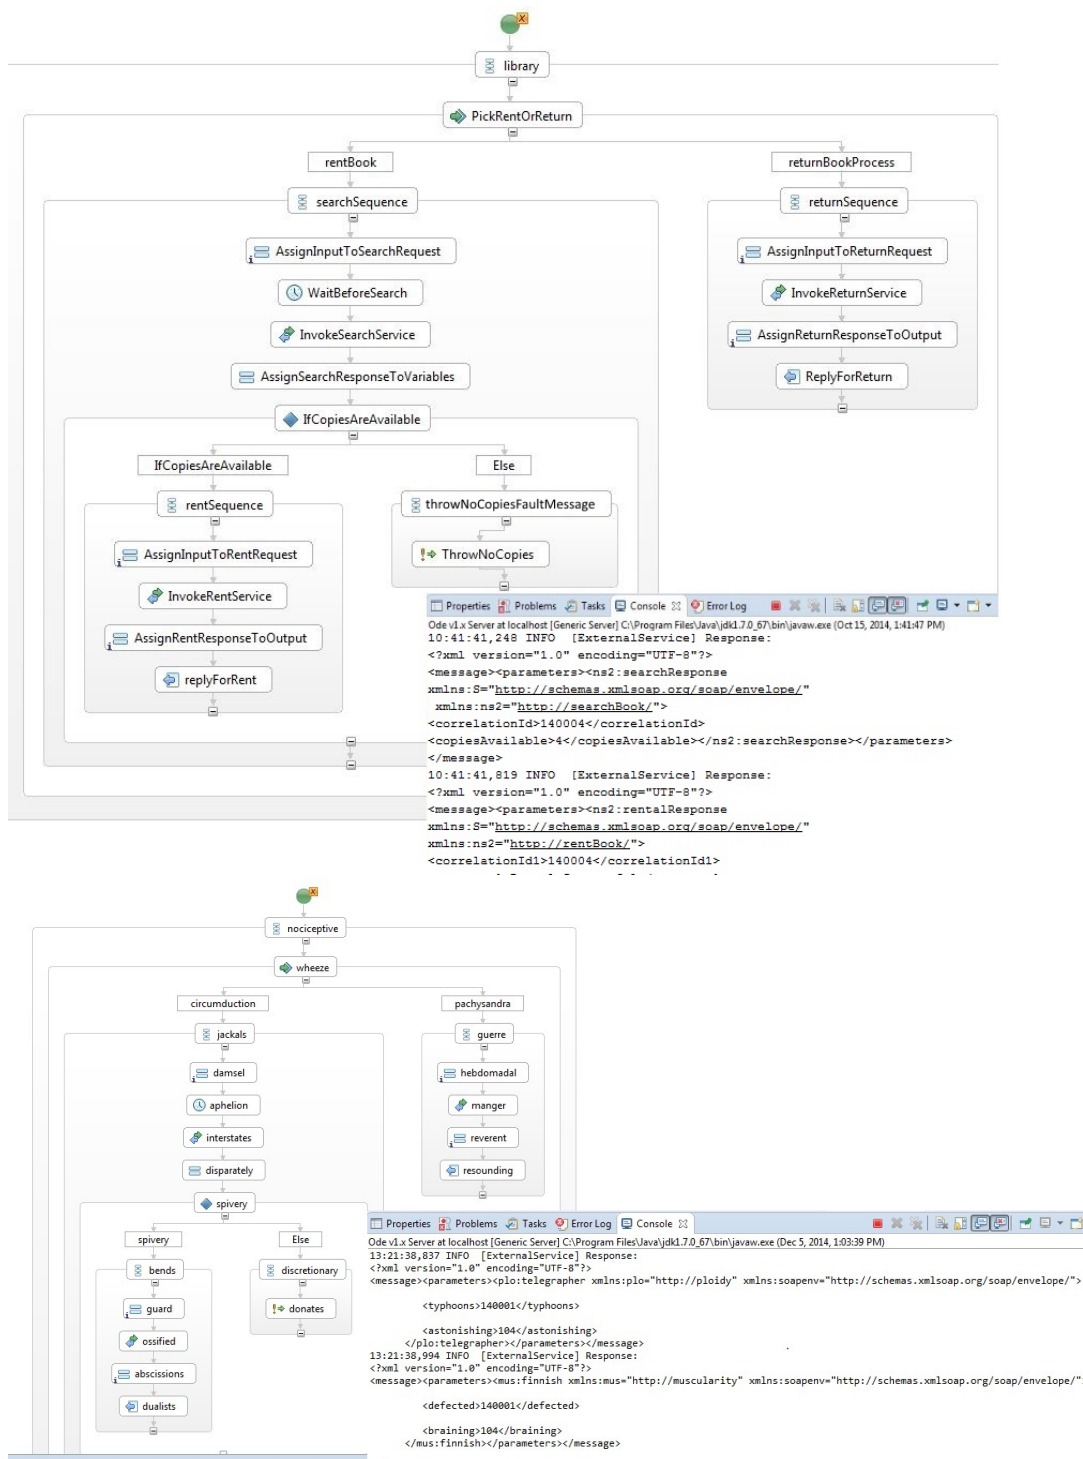 library
PickRentOrReturn
rentBook
returnBookProcess
searchSequence
returnSequence
AssignInputToSearchRequest
AssignInputToReturnRequest
WaitBeforeSearch
InvokeReturnService
InvokeSearchService
AssignReturnResponseToOutput
AssignSearchResponseToVariables
ReplyForReturn
IfCopiesAreAvailable
IfCopiesAreAvailable
Else
rentSequence
throwNoCopiesFaultMessage
AssignInputToRentRequest
ThrowNoCopies
InvokeRentService
AssignRentResponseToOutput
replyForRent
Properties Problems Tasks Console Error Log
Ode v1.x Server at localhost [Generic Server] C:\Program Files\Java\jdk1.7.0_67\bin\javaw.exe (Oct 15, 2014, 1:41:47 PM)
10:41:41,248 INFO [ExternalService] Response:
<?xml version="1.0" encoding="UTF-8"?>
<message><parameters><ns2:searchResponse
xmlns:S="http://schemas.xmlsoap.org/soap/envelope/"
xmlns:ns2="http://searchBook/">
<correlationId>140004</correlationId>
<copiesAvailable>4</copiesAvailable></ns2:searchResponse></parameters>
</message>
10:41:41,819 INFO [ExternalService] Response:
<?xml version="1.0" encoding="UTF-8"?>
<message><parameters><ns2:rentalResponse
xmlns:S="http://schemas.xmlsoap.org/soap/envelope/"
xmlns:ns2="http://rentBook/">
<correlationId1>140004</correlationId1>
nociceptive
wheeze
circumduction
pachysandra
jackals
guerre
damsel
hebdomadal
aphelion
manger
interstates
reverent
disparately
resounding
spivery
spivery
Else
bends
discretionary
guard
donates
ossified
abscissions
dualists
Properties Problems Tasks Error Log Console
Ode v1.x Server at localhost [Generic Server] C:\Program Files\Java\jdk1.7.0_67\bin\javaw.exe (Dec 5, 2014, 1:03:39 PM)
13:21:38,837 INFO [ExternalService] Response:
<?xml version="1.0" encoding="UTF-8"?>
<message><parameters><plo:telegrapher xmlns:plo="http://ploidy" xmlns:soapenv="http://schemas.xmlsoap.org/soap/envelope/">
<typhoons>140001</typhoons>
<astonishing>104</astonishing>
</plo:telegrapher></parameters></message>
13:21:38,994 INFO [ExternalService] Response:
<?xml version="1.0" encoding="UTF-8"?>
<message><parameters><mus:finnish xmlns:mus="http://muscularity" xmlns:soapenv="http://schemas.xmlsoap.org/soap/envelope/"
<defected>140001</defected>
<braining>104</braining>
</mus:finnish></parameters></message>